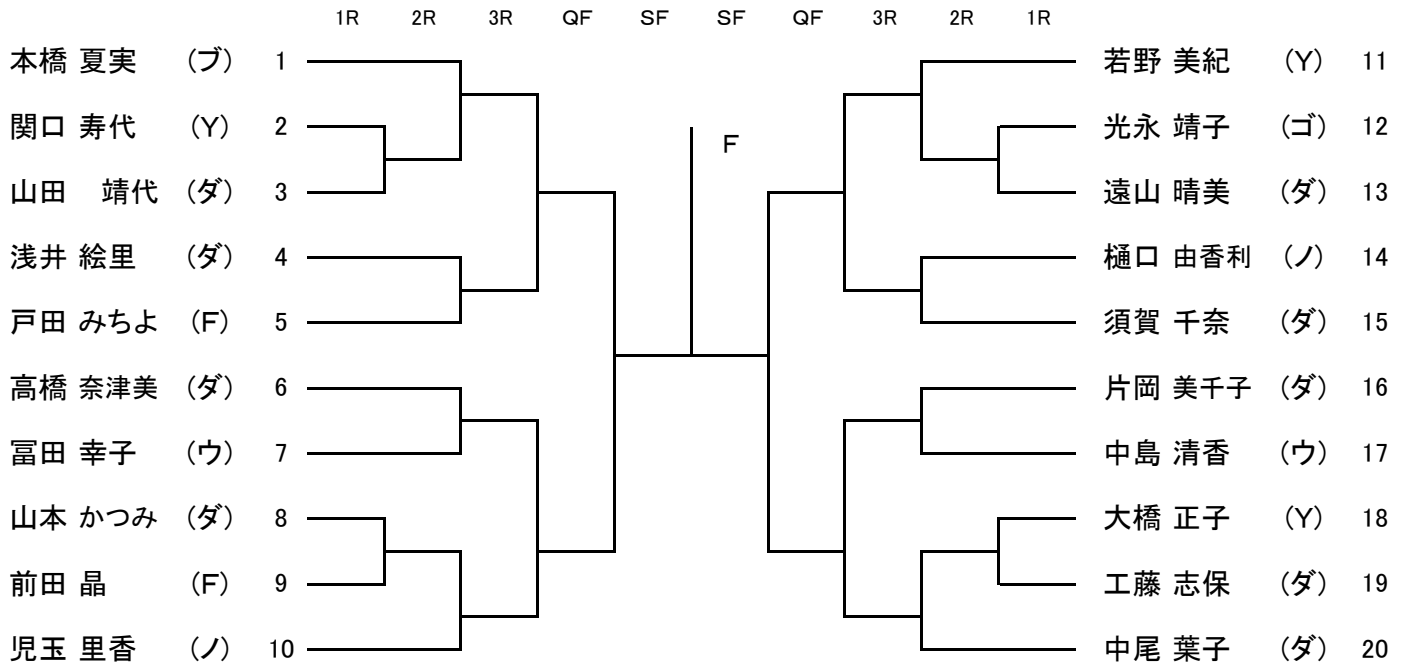 1R 2R 3R QF SF SF QF 3R 2R 1R
本橋 夏実 (ブ) 1 若野 美紀 (Y) 11
関口 寿代 (Y) 2 F 光永 靖子 (ゴ) 12
山田 靖代 (ダ) 3 遠山 晴美 (ダ) 13
浅井 絵里 (ダ) 4 樋口 由香利 (ノ) 14
戸田 みちよ (F) 5 須賀 千奈 (ダ) 15
高橋 奈津美 (ダ) 6 片岡 美千子 (ダ) 16
冨田 幸子 (ウ) 7 中島 清香 (ウ) 17
山本 かつみ (ダ) 8 大橋 正子 (Y) 18
前田 晶 (F) 9 工藤 志保 (ダ) 19
児玉 里香 (ノ) 10 中尾 葉子 (ダ) 20